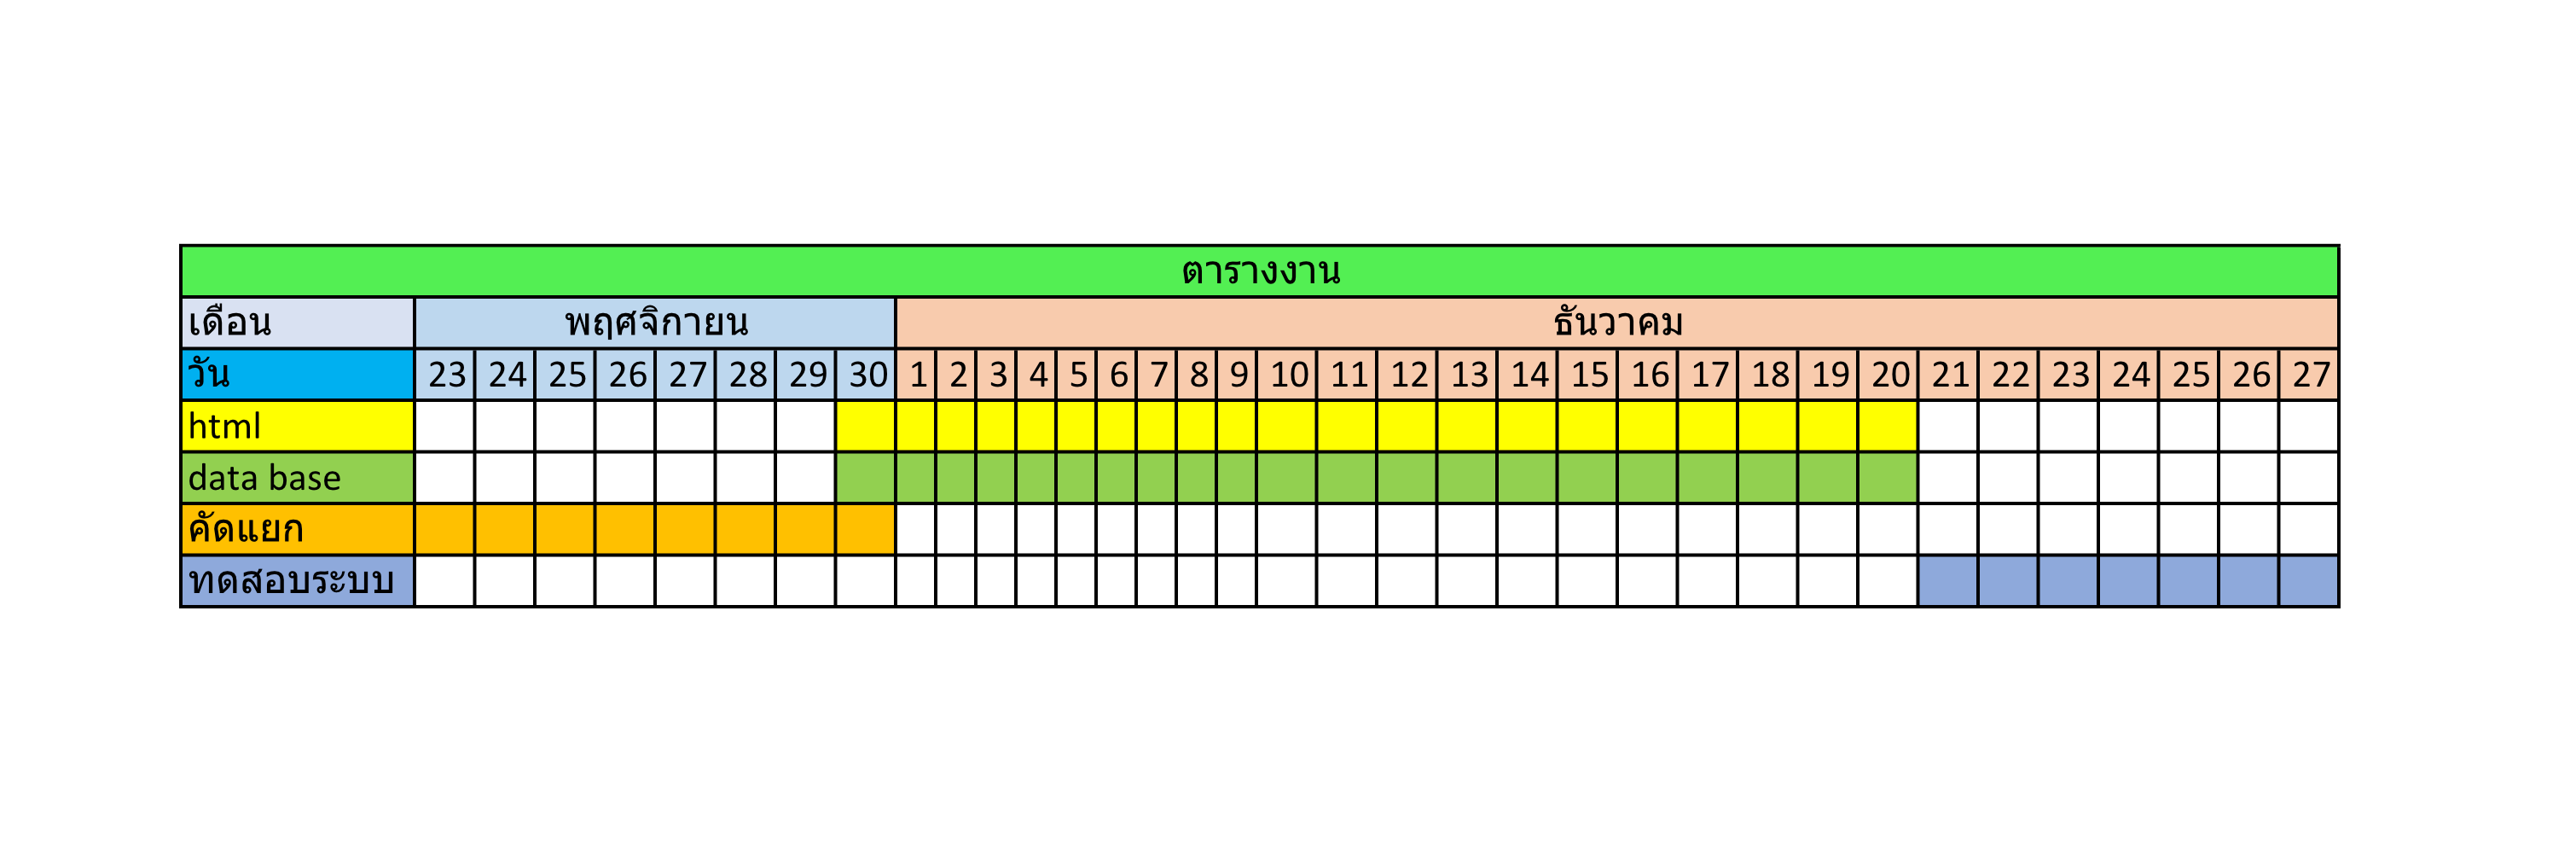 ตารางงาน
เดือน พฤศจิกายน ธันวาคม
วัน 23 24 25 26 27 28 29 30 1 2 3 4 5 6 7 8 9 10 11 12 13 14 15 16 17 18 19 20 21 22 23 24 25 26 27
html
data base
คัดแยก
ทดสอบระบบ